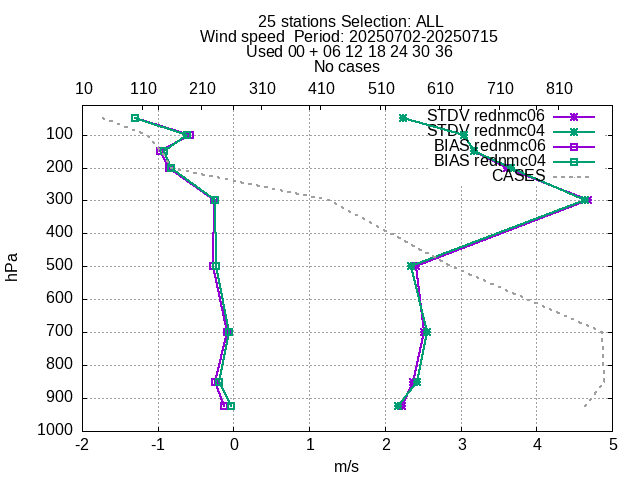 25 stations Selection: ALL
Wind speed  Period: 20250702-20250715
Used 00 + 06 12 18 24 30 36
No cases
10 110 210 310 410 510 610 710 810
STDV rednmc06
STDV rednmc04
BIAS rednmc06
BIAS rednmc04
CASES
100
200
300
400
500
600
700
800
900
1000
hPa
-2 -1 0 1 2 3 4 5
m/s